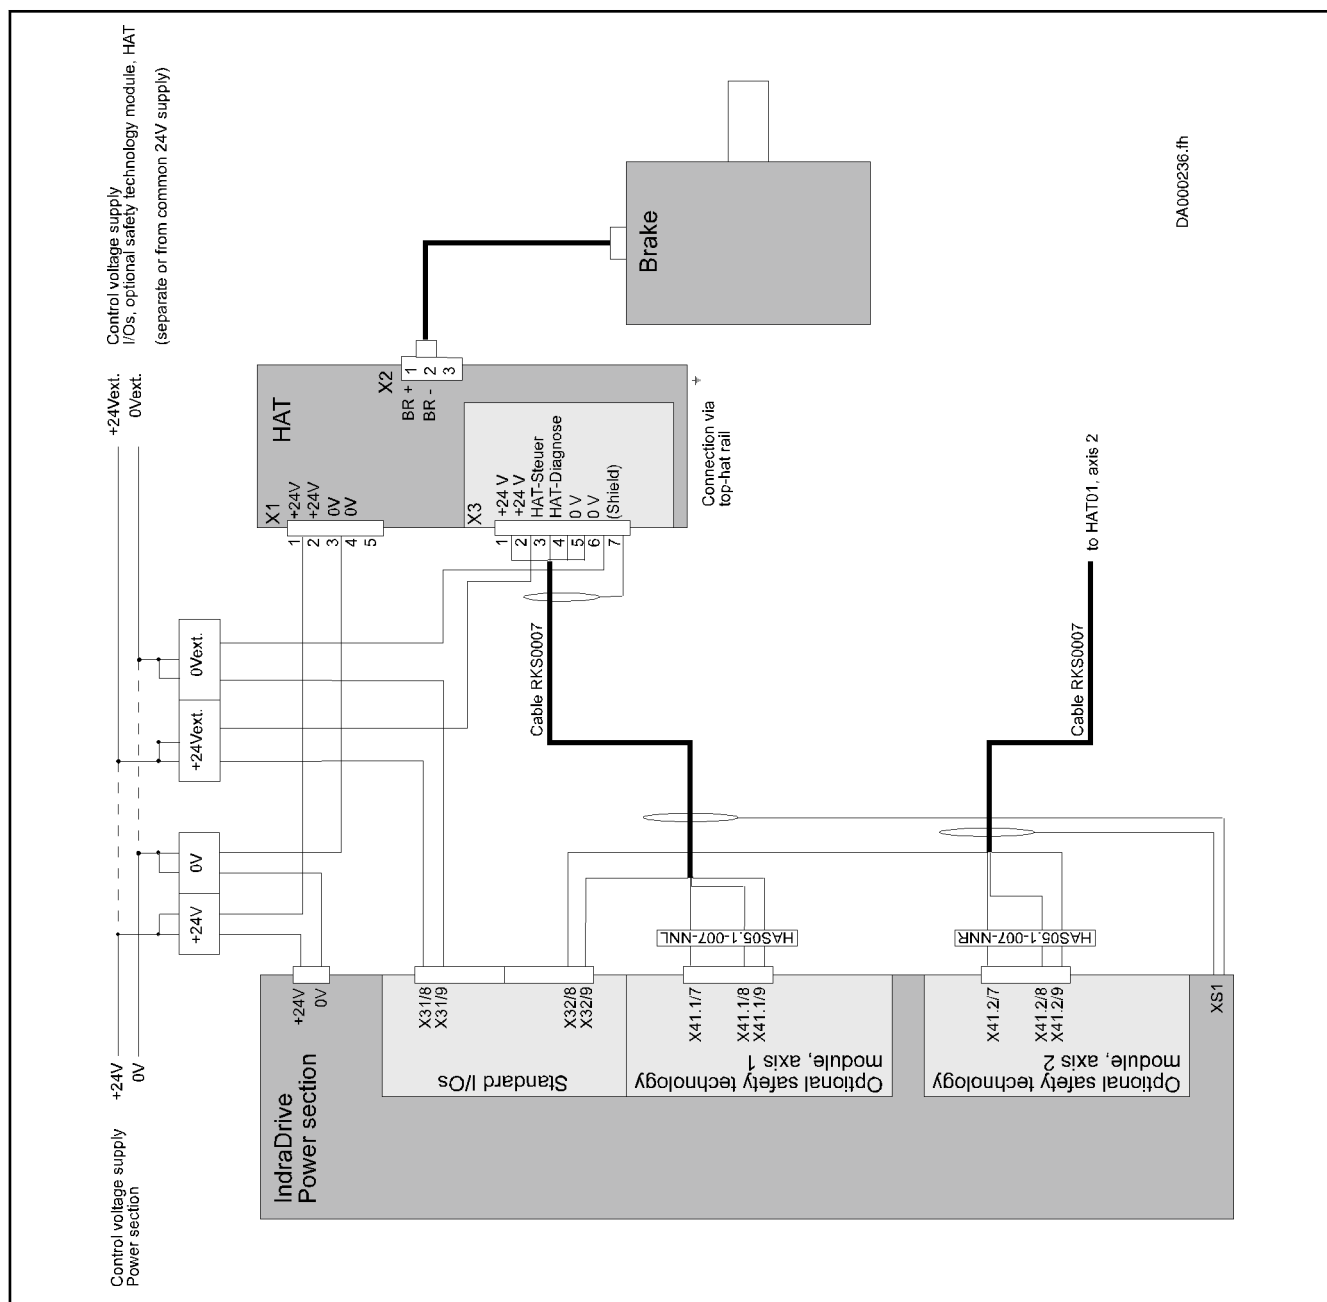 Control voltage supply
Power section
+24V
0V
Control voltage supply
I/Os, optional safety technology module, HAT
(separate or from common 24V supply)
+24Vext.
0Vext.
+24V
0V
+24Vext.
0Vext.
IndraDrive
Power section
+24V
0V
Standard I/Os
X31/8
X31/9
X32/8
X32/9
Optional safety technology
module, axis 1
X41.1/7
X41.1/8
X41.1/9
HAS05.1-007-NNL
Optional safety technology
module, axis 2
X41.2/7
X41.2/8
X41.2/9
HAS05.1-007-NNR
XS1
Cable RKS0007
Cable RKS0007
to HAT01, axis 2
HAT
X1
1 +24V
2 +24V
3 0V
4 0V
5
X3
1 +24 V
2 +24 V
3 HAT-Steuer
4 HAT-Diagnose
5 0 V
6 0 V
7 (Shield)
X2
BR + 1
BR - 2
3
Connection via
top-hat rail
Brake
DA000236.fh